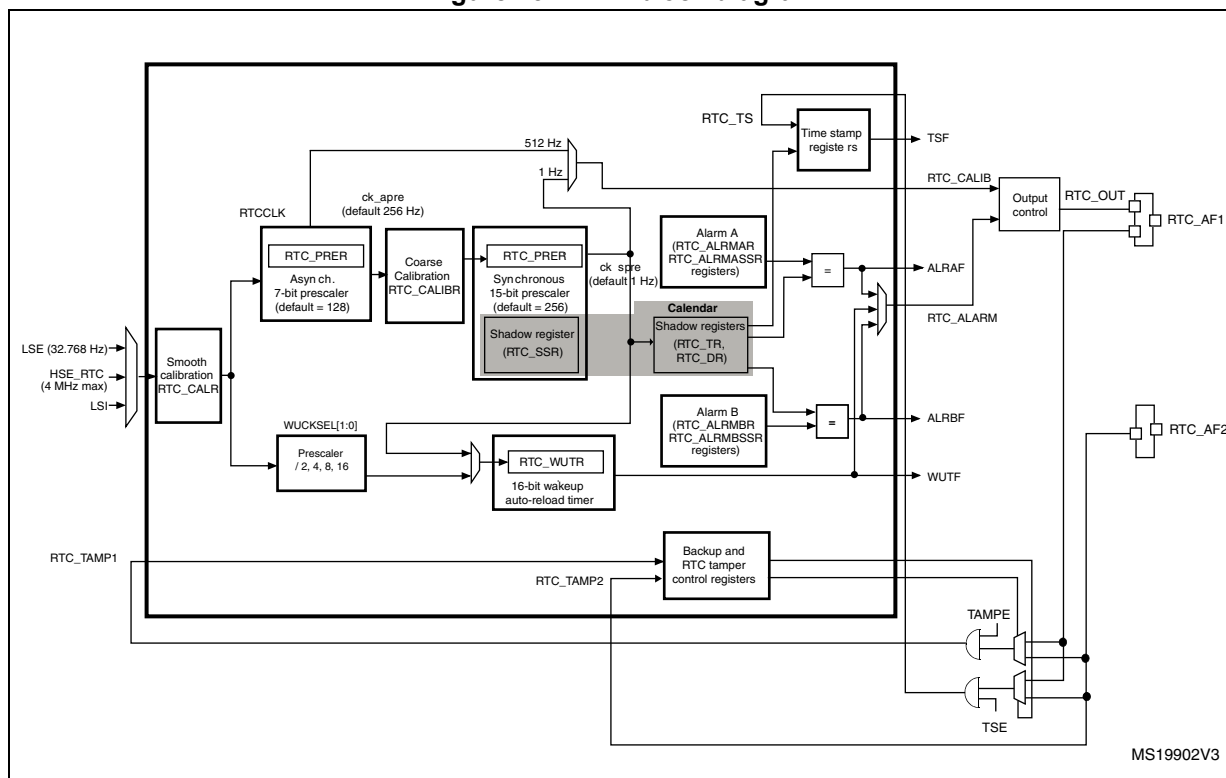 RTC_TS
Time stamp
registe rs
TSF
512 Hz
1 Hz
RTC_CALIB
Output
control
RTC_OUT
RTC_AF1
ck_apre
(default 256 Hz)
RTCCLK
RTC_PRER
Asyn ch.
7-bit prescaler
(default = 128)
Coarse
Calibration
RTC_CALIBR
RTC_PRER
Syn chronous
15-bit prescaler
(default = 256)
Shadow register
(RTC_SSR)
ck_spre
(default 1 Hz)
Alarm A
(RTC_ALRMAR
RTC_ALRMASSR
registers)
=
ALRAF
RTC_ALARM
Calendar
Shadow registers
(RTC_TR,
RTC_DR)
LSE (32.768 Hz)
HSE_RTC
(4 MHz max)
LSI
Smooth
calibration
RTC_CALR
Alarm B
(RTC_ALRMBR
RTC_ALRMBSSR
registers)
=
ALRBF
RTC_AF2
WUCKSEL[1:0]
Prescaler
/ 2, 4, 8, 16
RTC_WUTR
16-bit wakeup
auto-reload timer
WUTF
RTC_TAMP1
RTC_TAMP2
Backup and
RTC tamper
control registers
TAMPE
TSE
MS19902V3